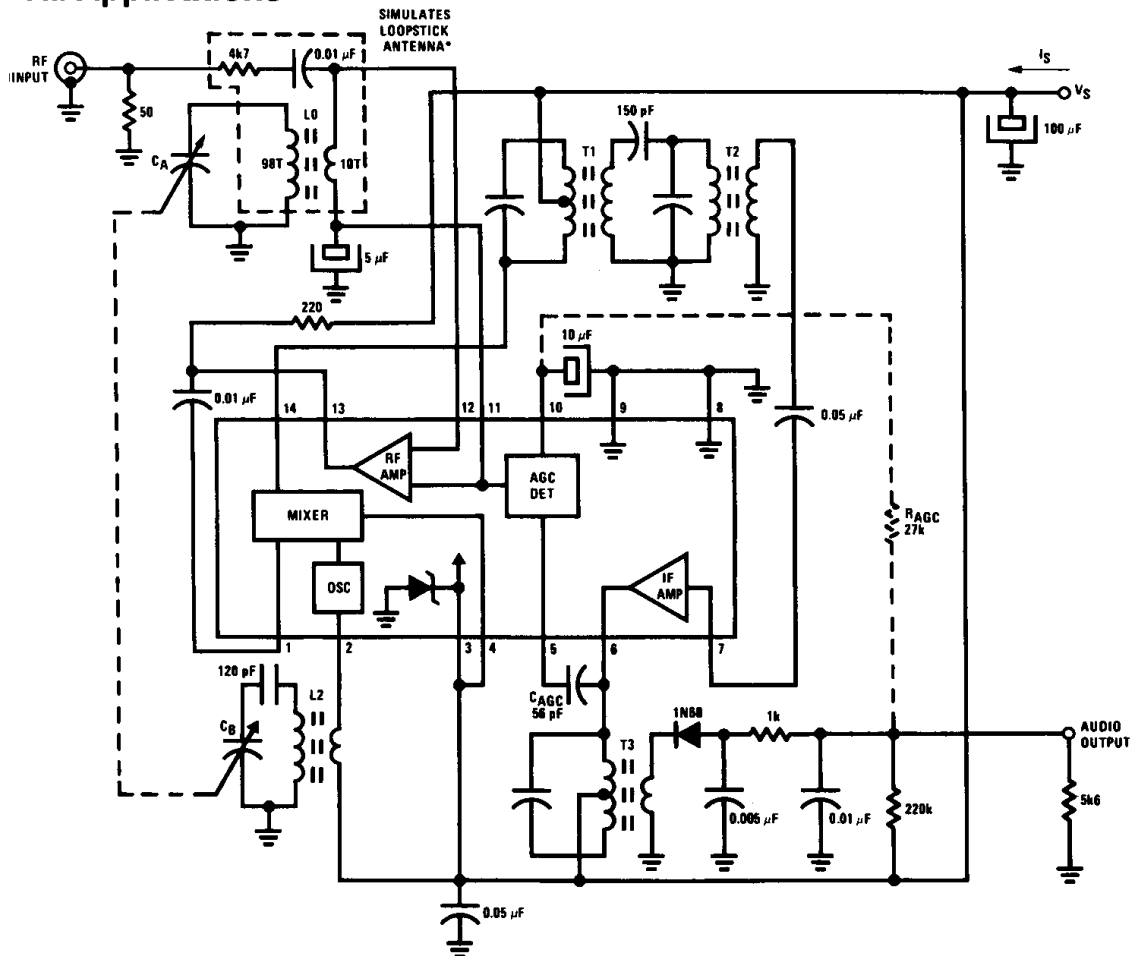 SIMULATES
LOOPSTICK
ANTENNA*
RF
INPUT
4k7
0.01 μF
50
L0
98T
10T
CA
5 μF
IS
VS
100 μF
150 pF
T1
T2
220
10 μF
0.01 μF
14
13
12
11
10
9
8
0.05 μF
RF
AMP
AGC
DET
MIXER
OSC
IF
AMP
RAGC
27k
1
2
3
4
5
6
7
120 pF
L2
CB
CAGC
56 pF
T3
1N60
1k
AUDIO
OUTPUT
0.005 μF
0.01 μF
220k
5k6
0.05 μF